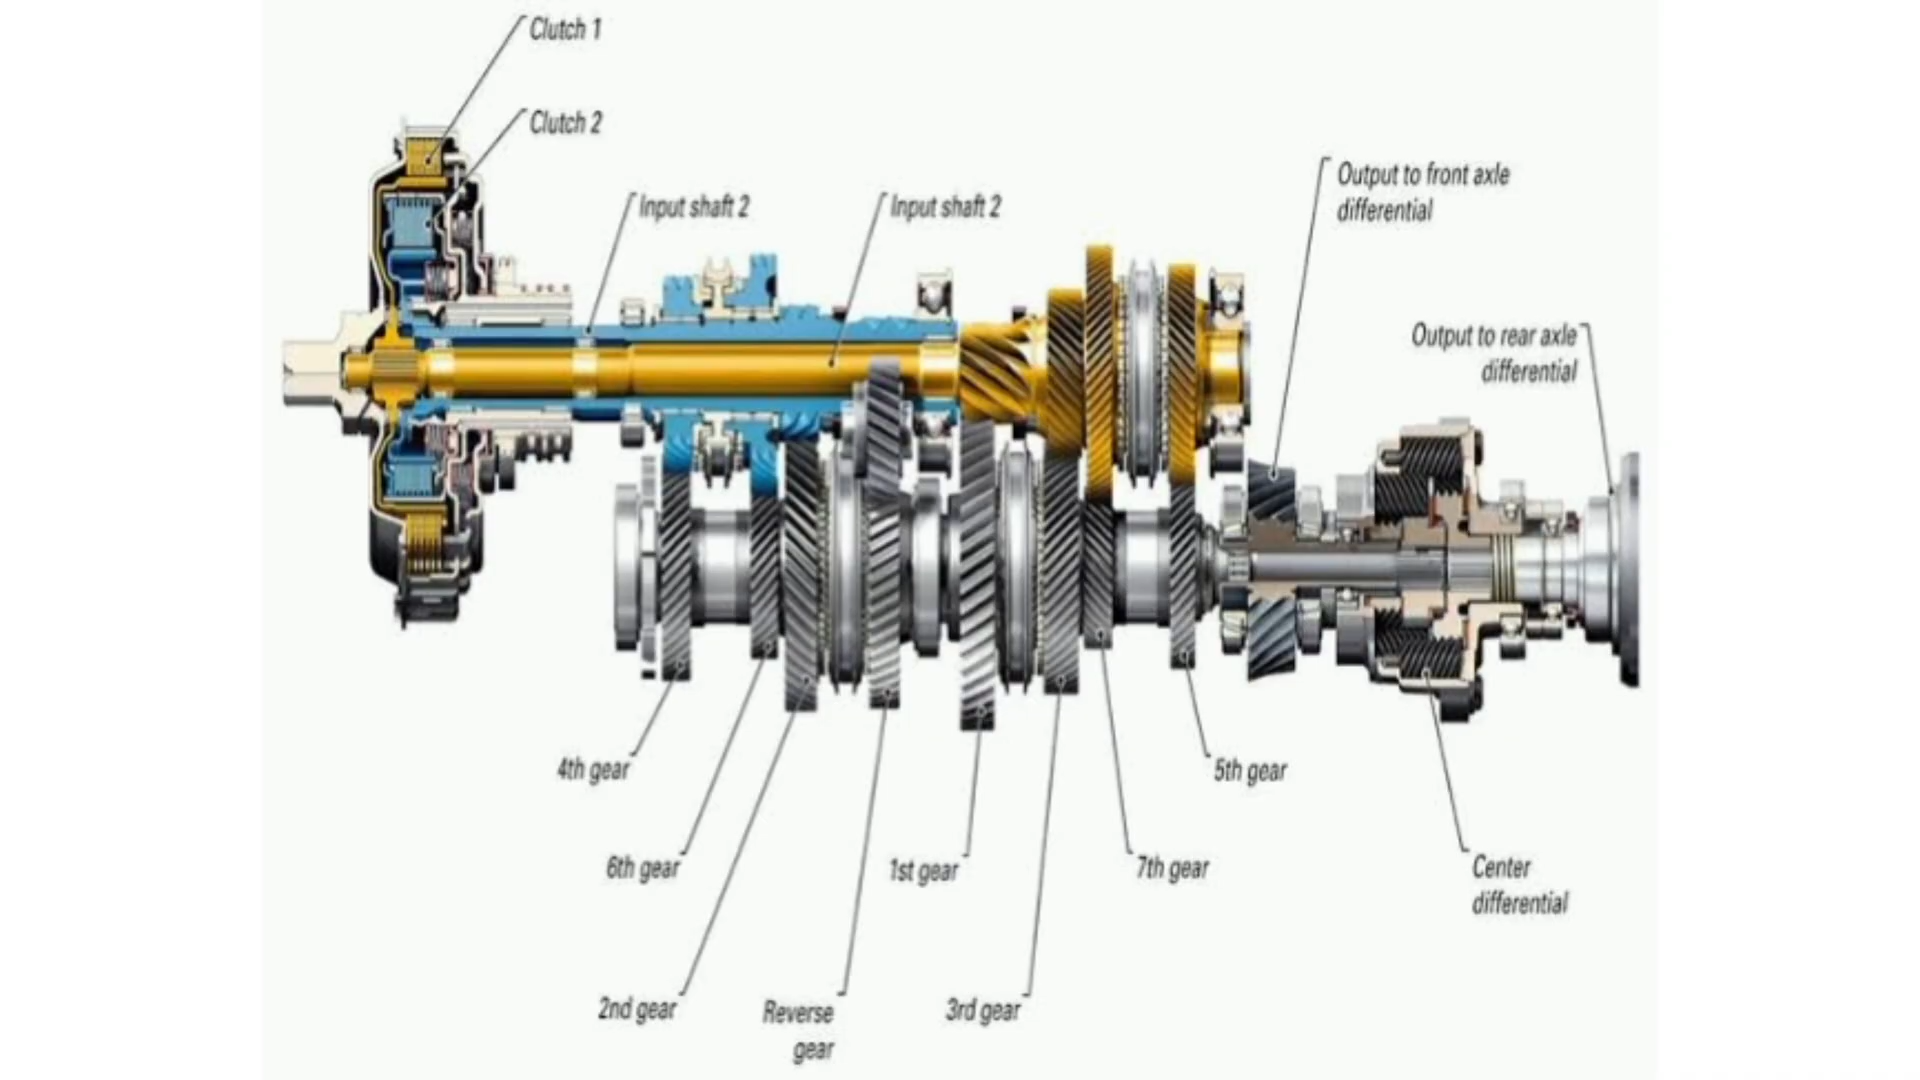 Clutch 1
Clutch 2
Input shaft 2
Input shaft 2
Output to front axle
differential
Output to rear axle
differential
4th gear
5th gear
6th gear
1st gear
7th gear
Center
differential
2nd gear
Reverse
gear
3rd gear